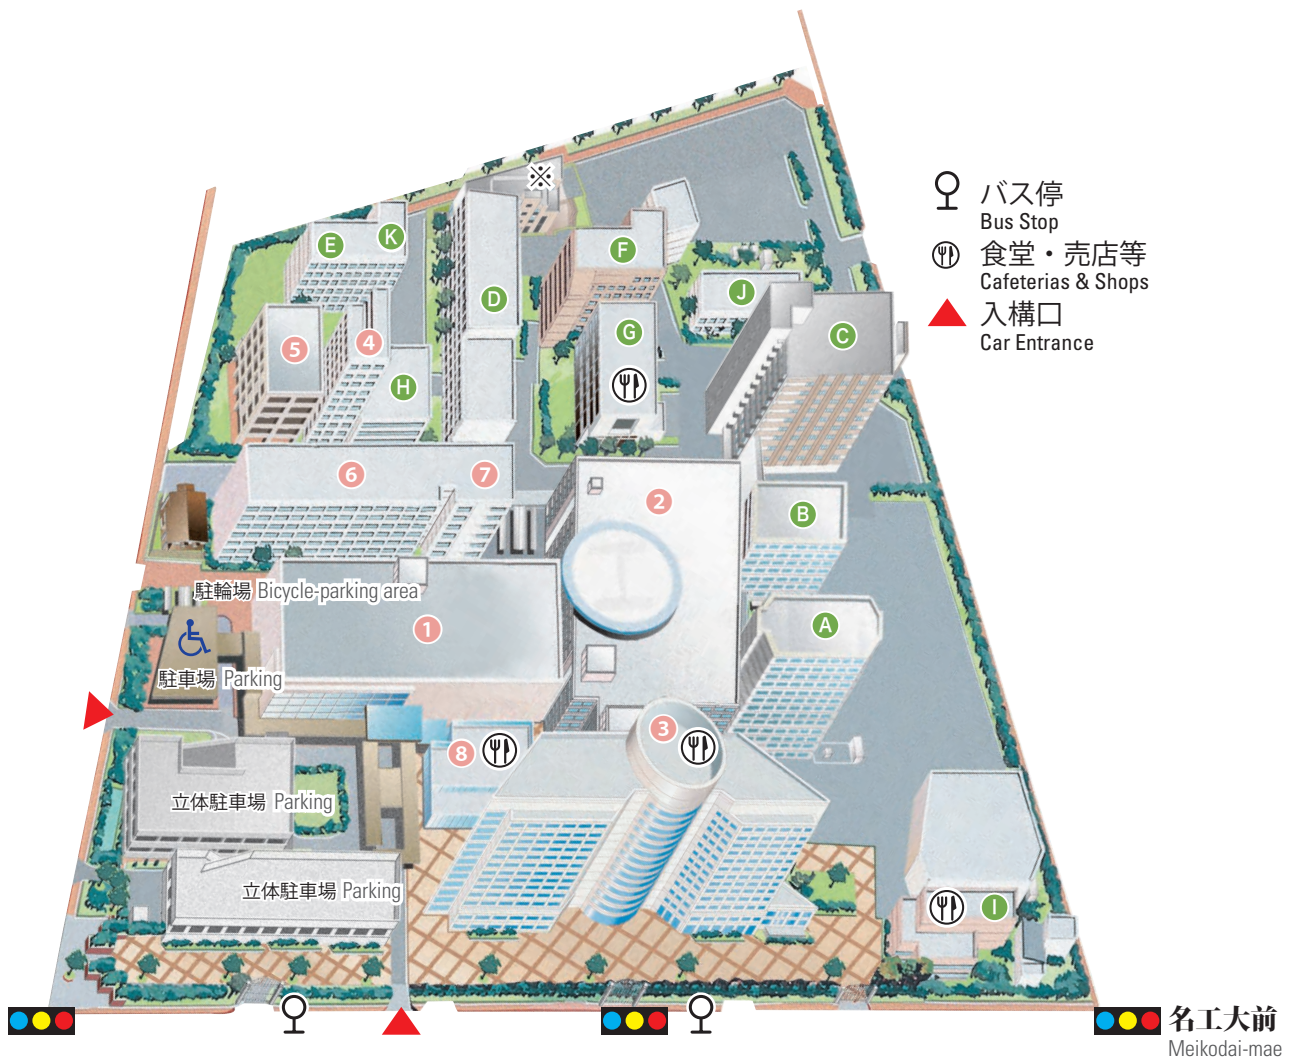 ※
バス停
Bus Stop
食堂・売店等
Cafeterias & Shops
入構口
Car Entrance
E
K
F
D
J
G
C
5
4
H
6
7
2
B
駐輪場 Bicycle-parking area
1
A
駐車場 Parking
3
8
立体駐車場 Parking
立体駐車場 Parking
I
名工大前
Meikodai-mae